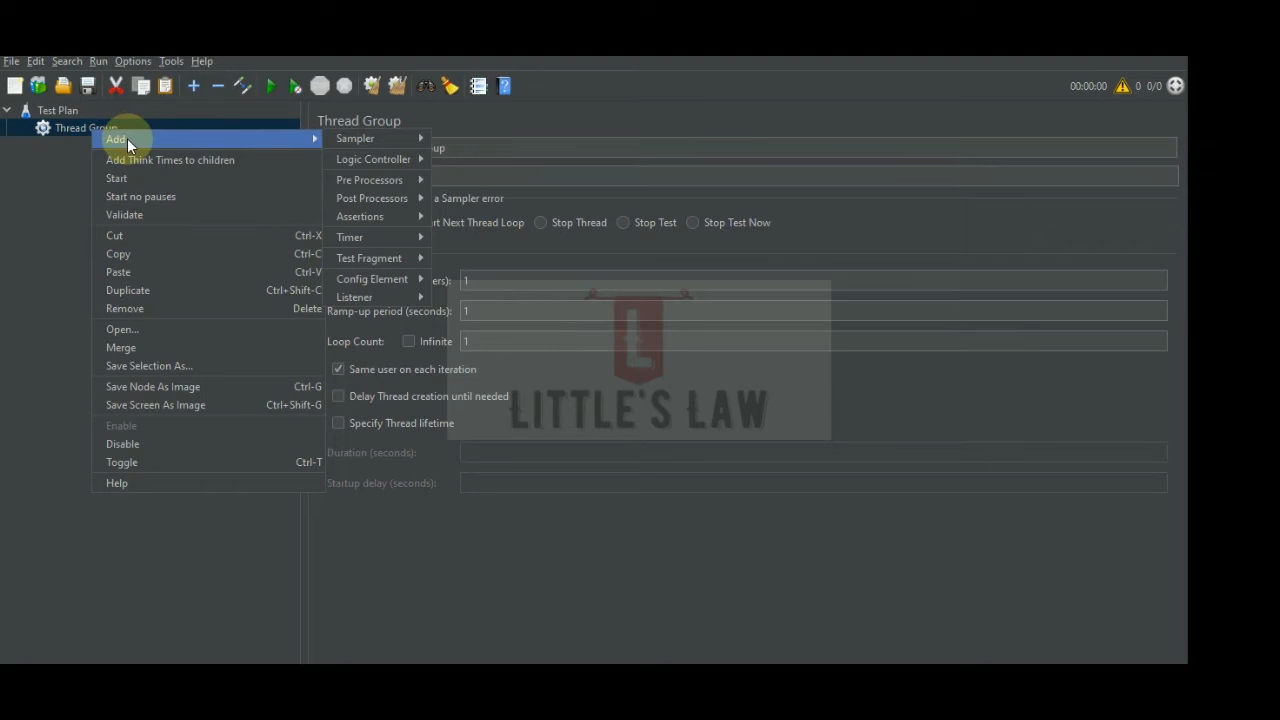 File Edit Search Run Options Tools Help
00:00:00 0 0/0
Test Plan
Thread Group
Thread Group
Add
Add Think Times to children
Start
Start no pauses
Validate
Cut Ctrl-X
Copy Ctrl-C
Paste Ctrl-V
Duplicate Ctrl+Shift-C
Remove Delete
Open...
Merge
Save Selection As...
Save Node As Image Ctrl-G
Save Screen As Image Ctrl+Shift-G
Enable
Disable
Toggle Ctrl-T
Help
Sampler
Logic Controller
Pre Processors
Post Processors
Assertions
Timer
Test Fragment
Config Element
Listener
oup
a Sampler error
rt Next Thread Loop Stop Thread Stop Test Stop Test Now
ers): 1
Ramp-up period (seconds): 1
Loop Count: Infinite 1
Same user on each iteration
Delay Thread creation until needed
Specify Thread lifetime
Duration (seconds):
Startup delay (seconds):
L
LITTLE'S LAW